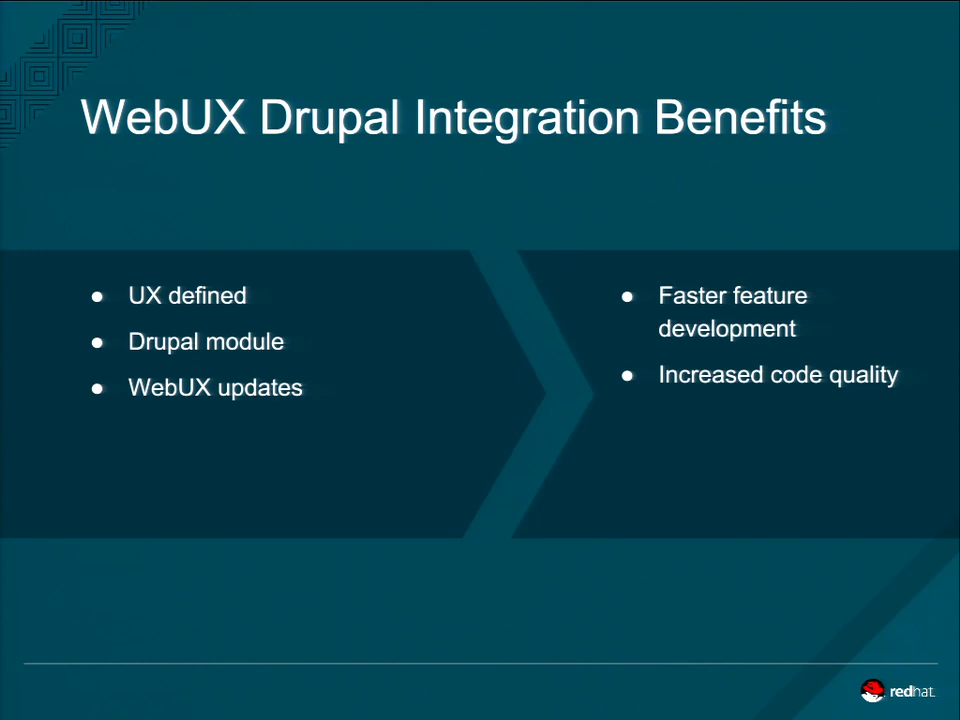 WebUX Drupal Integration Benefits
● UX defined
● Drupal module
● WebUX updates
● Faster feature
development
● Increased code quality
redhat.